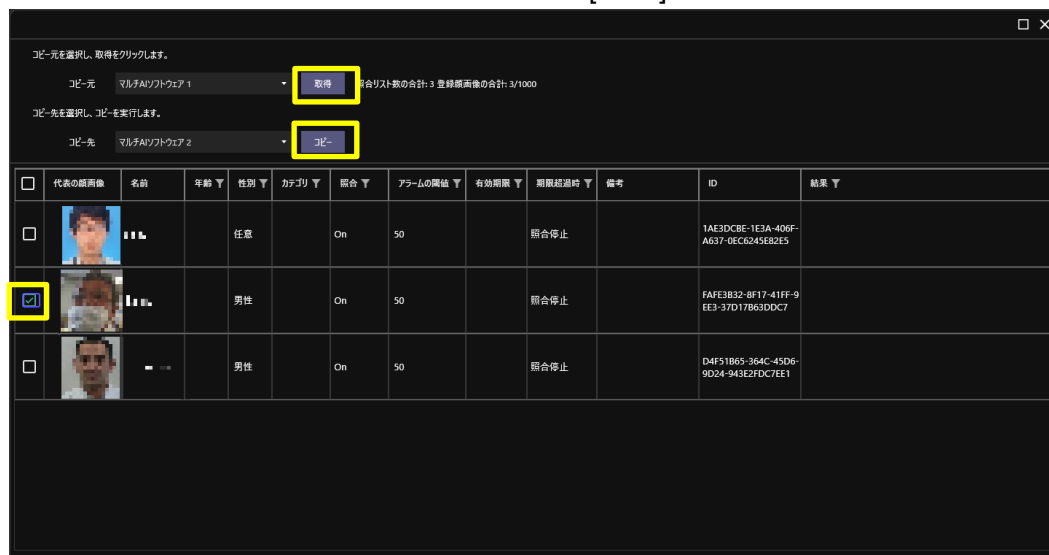 コピー元を選択し、取得をクリックします。
コピー元 マルチAIソフトウェア 1 取得 照合リスト数の合計: 3 登録顔画像の合計: 3/1000
コピー先を選択し、コピーを実行します。
コピー先 マルチAIソフトウェア 2 コピー
代表の顔画像 名前 年齢 性別 カテゴリ 照合 アラームの閾値 有効期限 期限超過時 備考 ID 結果
任意 On 50 照合停止 1AE3DCBE-1E3A-406F-
A637-0EC6245E82E5
男性 On 50 照合停止 FAFE3B32-8F17-41FF-9
EE3-37D17B63DDC7
男性 On 50 照合停止 D4F51B65-364C-45D6-
9D24-943E2FDC7EE1